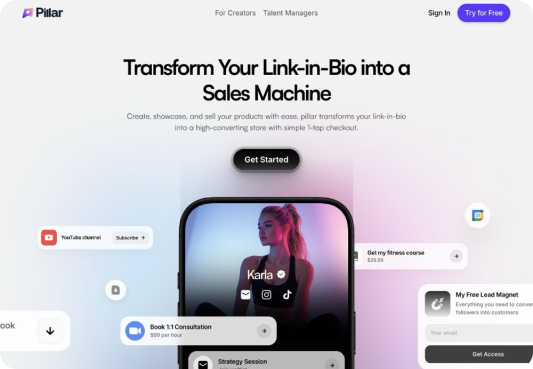 Pillar
For Creators
Talent Managers
Sign In
Try for Free
Transform Your Link-in-Bio into a
Sales Machine
Create, showcase, and sell your products with ease. pillar transforms your link-in-bio
into a high-converting store with simple 1-tap checkout.
Get Started
YouTube channel
Subscribe →
Karla
Get my fitness course
$29.99
My Free Lead Magnet
Everything you need to conver
followers into customers
Your email
Get Access
ook
Book 1:1 Consultation
$99 per hour
Strategy Session